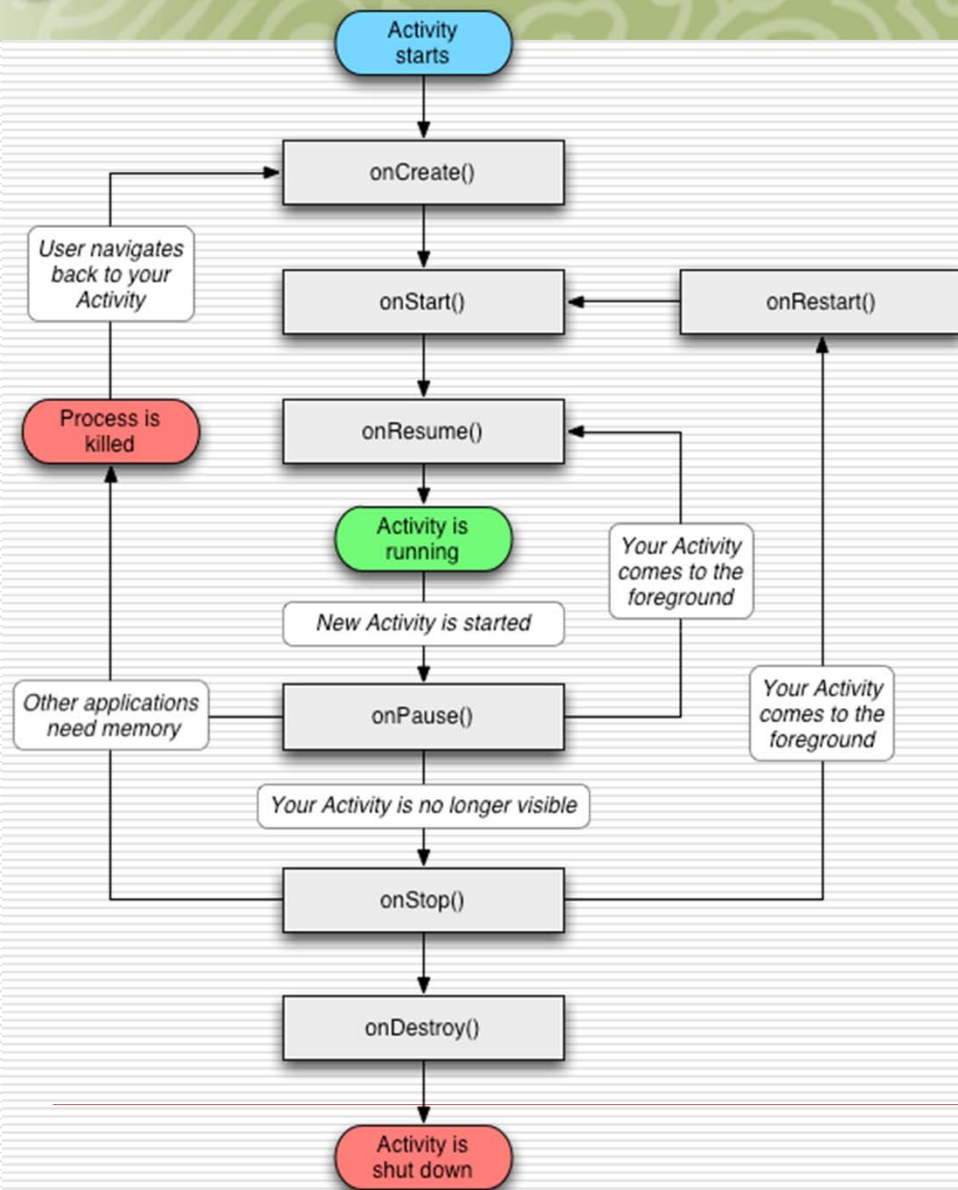 Activity
starts
onCreate()
User navigates
back to your
Activity
onStart()
onRestart()
Process is
killed
onResume()
Activity is
running
Your Activity
comes to the
foreground
New Activity is started
Other applications
need memory
onPause()
Your Activity
comes to the
foreground
Your Activity is no longer visible
onStop()
onDestroy()
Activity is
shut down